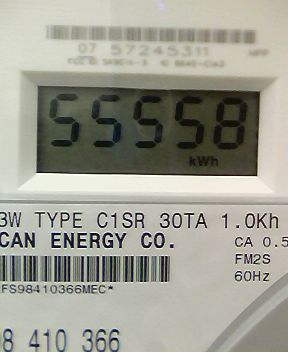 07 57245311
55558
kWh
3W TYPE C1SR 30TA 1.0Kh
CAN ENERGY CO.
CA 0.5
FM2S
60Hz
FS98410366MEC*
98 410 366